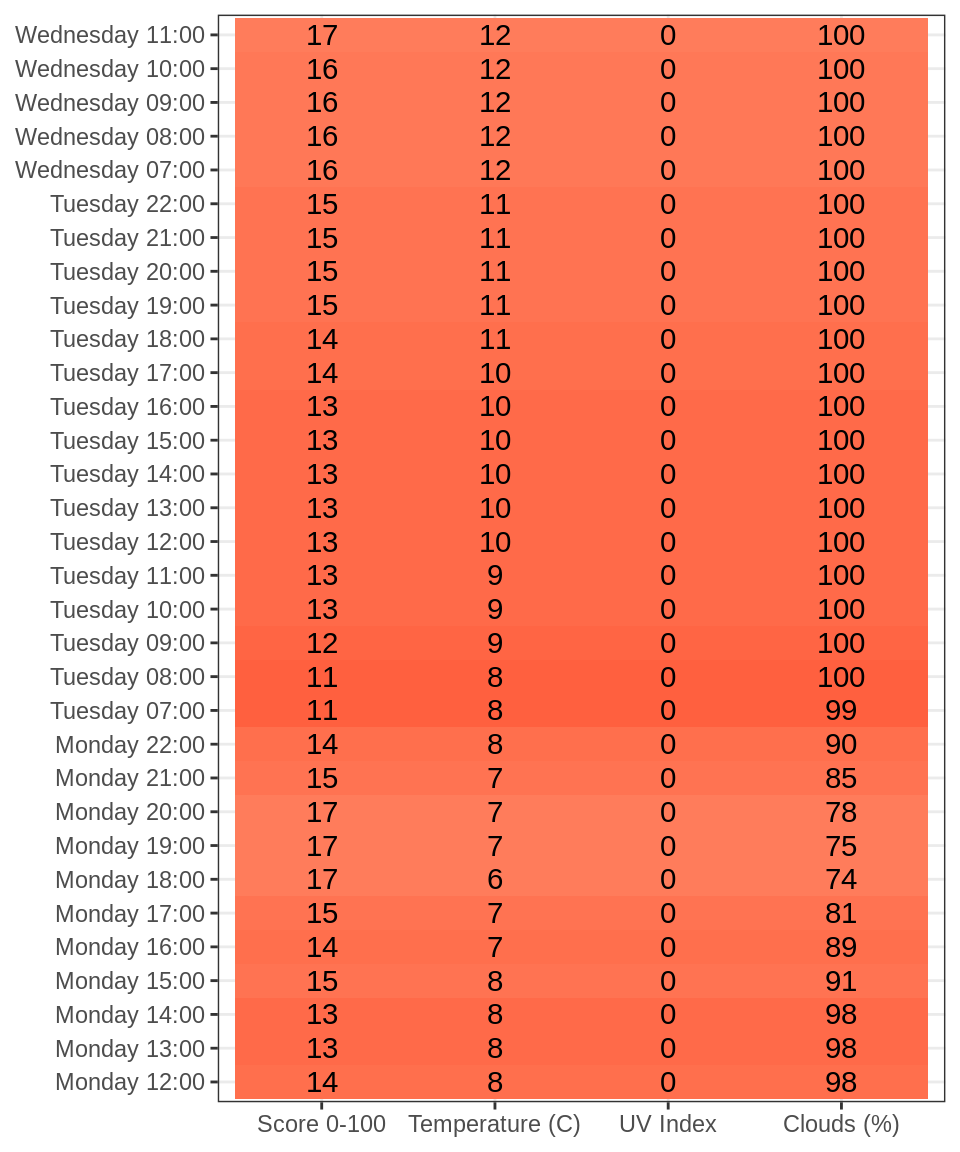 Wednesday 11:00 17 12 0 100
Wednesday 10:00 16 12 0 100
Wednesday 09:00 16 12 0 100
Wednesday 08:00 16 12 0 100
Wednesday 07:00 16 12 0 100
Tuesday 22:00 15 11 0 100
Tuesday 21:00 15 11 0 100
Tuesday 20:00 15 11 0 100
Tuesday 19:00 15 11 0 100
Tuesday 18:00 14 11 0 100
Tuesday 17:00 14 10 0 100
Tuesday 16:00 13 10 0 100
Tuesday 15:00 13 10 0 100
Tuesday 14:00 13 10 0 100
Tuesday 13:00 13 10 0 100
Tuesday 12:00 13 10 0 100
Tuesday 11:00 13 9 0 100
Tuesday 10:00 13 9 0 100
Tuesday 09:00 12 9 0 100
Tuesday 08:00 11 8 0 100
Tuesday 07:00 11 8 0 99
Monday 22:00 14 8 0 90
Monday 21:00 15 7 0 85
Monday 20:00 17 7 0 78
Monday 19:00 17 7 0 75
Monday 18:00 17 6 0 74
Monday 17:00 15 7 0 81
Monday 16:00 14 7 0 89
Monday 15:00 15 8 0 91
Monday 14:00 13 8 0 98
Monday 13:00 13 8 0 98
Monday 12:00 14 8 0 98
Score 0-100 Temperature (C) UV Index Clouds (%)